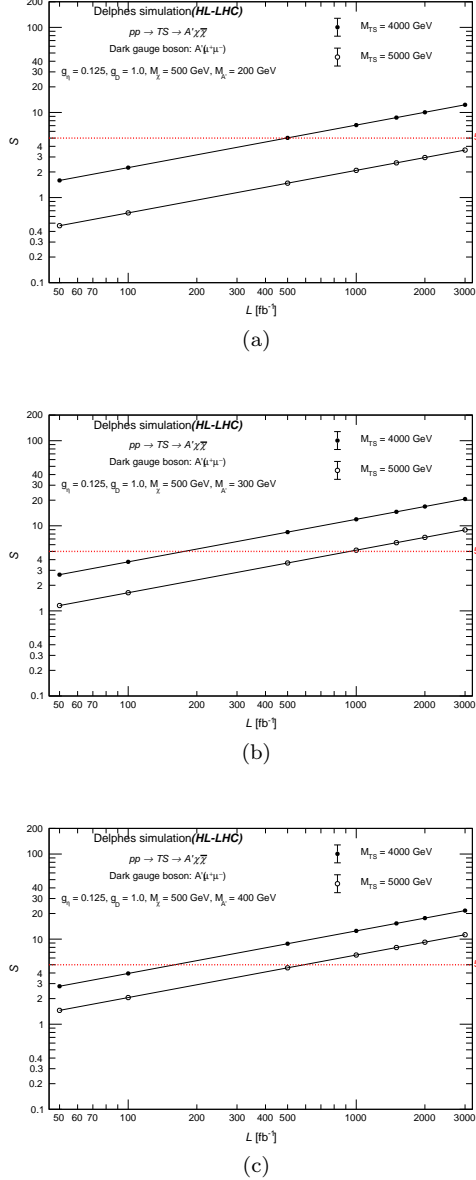 Delphes simulation(HL-LHC)
pp → TS → A'χχ̅
Dark gauge boson: A'(μ⁺μ⁻)
g_η = 0.125, g_D = 1.0, M_χ = 500 GeV, M_A' = 200 GeV
M_TS = 4000 GeV
M_TS = 5000 GeV
S
200
100
40
30
20
10
4
3
2
1
0.4
0.3
0.2
0.1
50 60 70 100 200 300 400 500 1000 2000 3000
L [fb⁻¹]
(a)
Delphes simulation(HL-LHC)
pp → TS → A'χχ̅
Dark gauge boson: A'(μ⁺μ⁻)
g_η = 0.125, g_D = 1.0, M_χ = 500 GeV, M_A' = 300 GeV
M_TS = 4000 GeV
M_TS = 5000 GeV
S
200
100
40
30
20
10
4
3
2
1
0.4
0.3
0.2
0.1
50 60 70 100 200 300 400 500 1000 2000 3000
L [fb⁻¹]
(b)
Delphes simulation(HL-LHC)
pp → TS → A'χχ̅
Dark gauge boson: A'(μ⁺μ⁻)
g_η = 0.125, g_D = 1.0, M_χ = 500 GeV, M_A' = 400 GeV
M_TS = 4000 GeV
M_TS = 5000 GeV
S
200
100
40
30
20
10
4
3
2
1
0.4
0.3
0.2
0.1
50 60 70 100 200 300 400 500 1000 2000 3000
L [fb⁻¹]
(c)